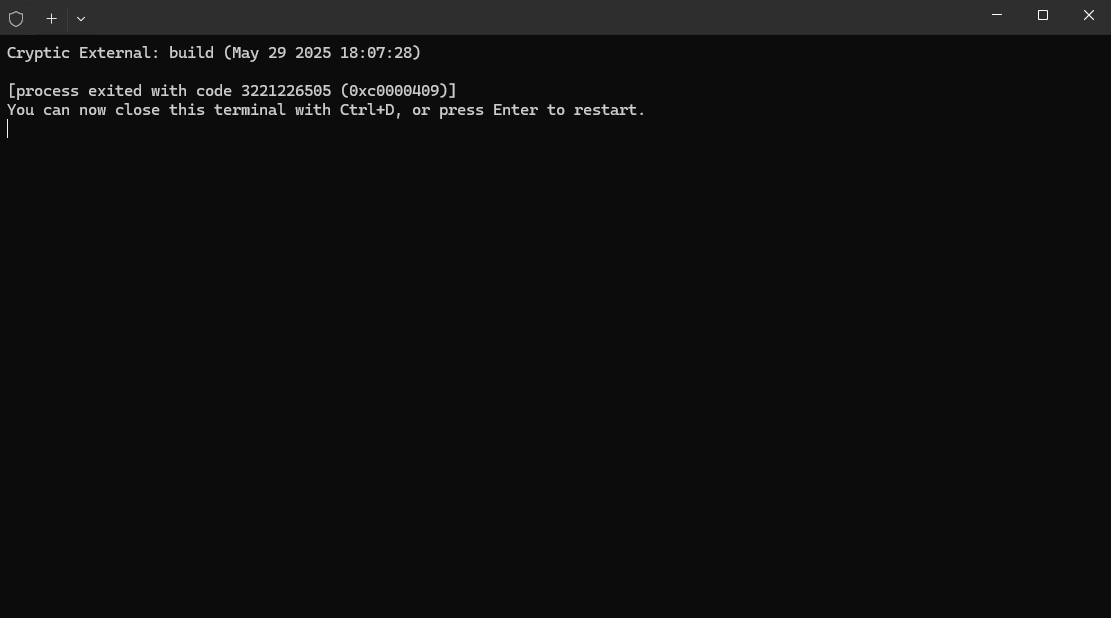 Cryptic External: build (May 29 2025 18:07:28)
[process exited with code 3221226505 (0xc0000409)]
You can now close this terminal with Ctrl+D, or press Enter to restart.